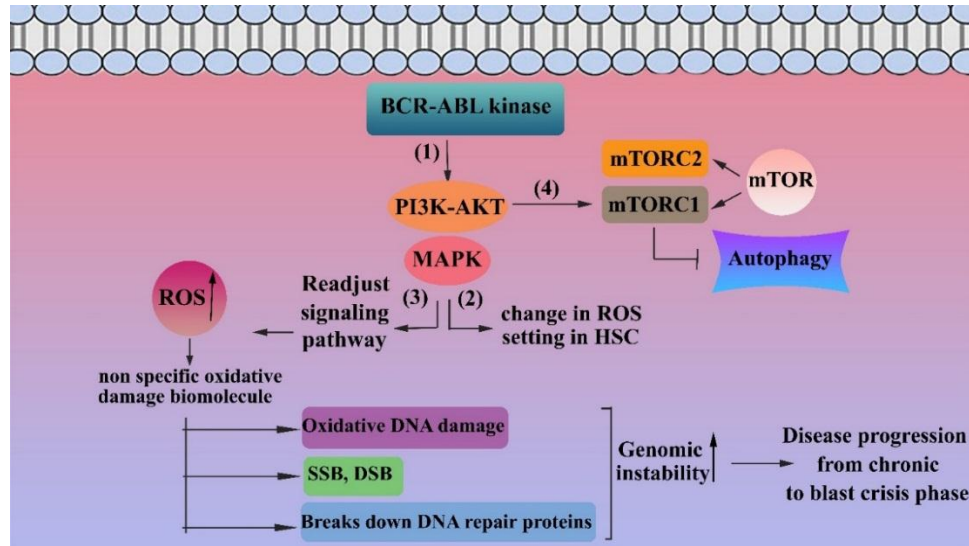 BCR-ABL kinase
(1)
PI3K-AKT
(4)
mTORC2
mTORC1
mTOR
Autophagy
MAPK
(3)
(2)
ROS
Readjust
signaling
pathway
change in ROS
setting in HSC
non specific oxidative
damage biomolecule
Oxidative DNA damage
SSB, DSB
Breaks down DNA repair proteins
Genomic
instability
Disease progression
from chronic
to blast crisis phase